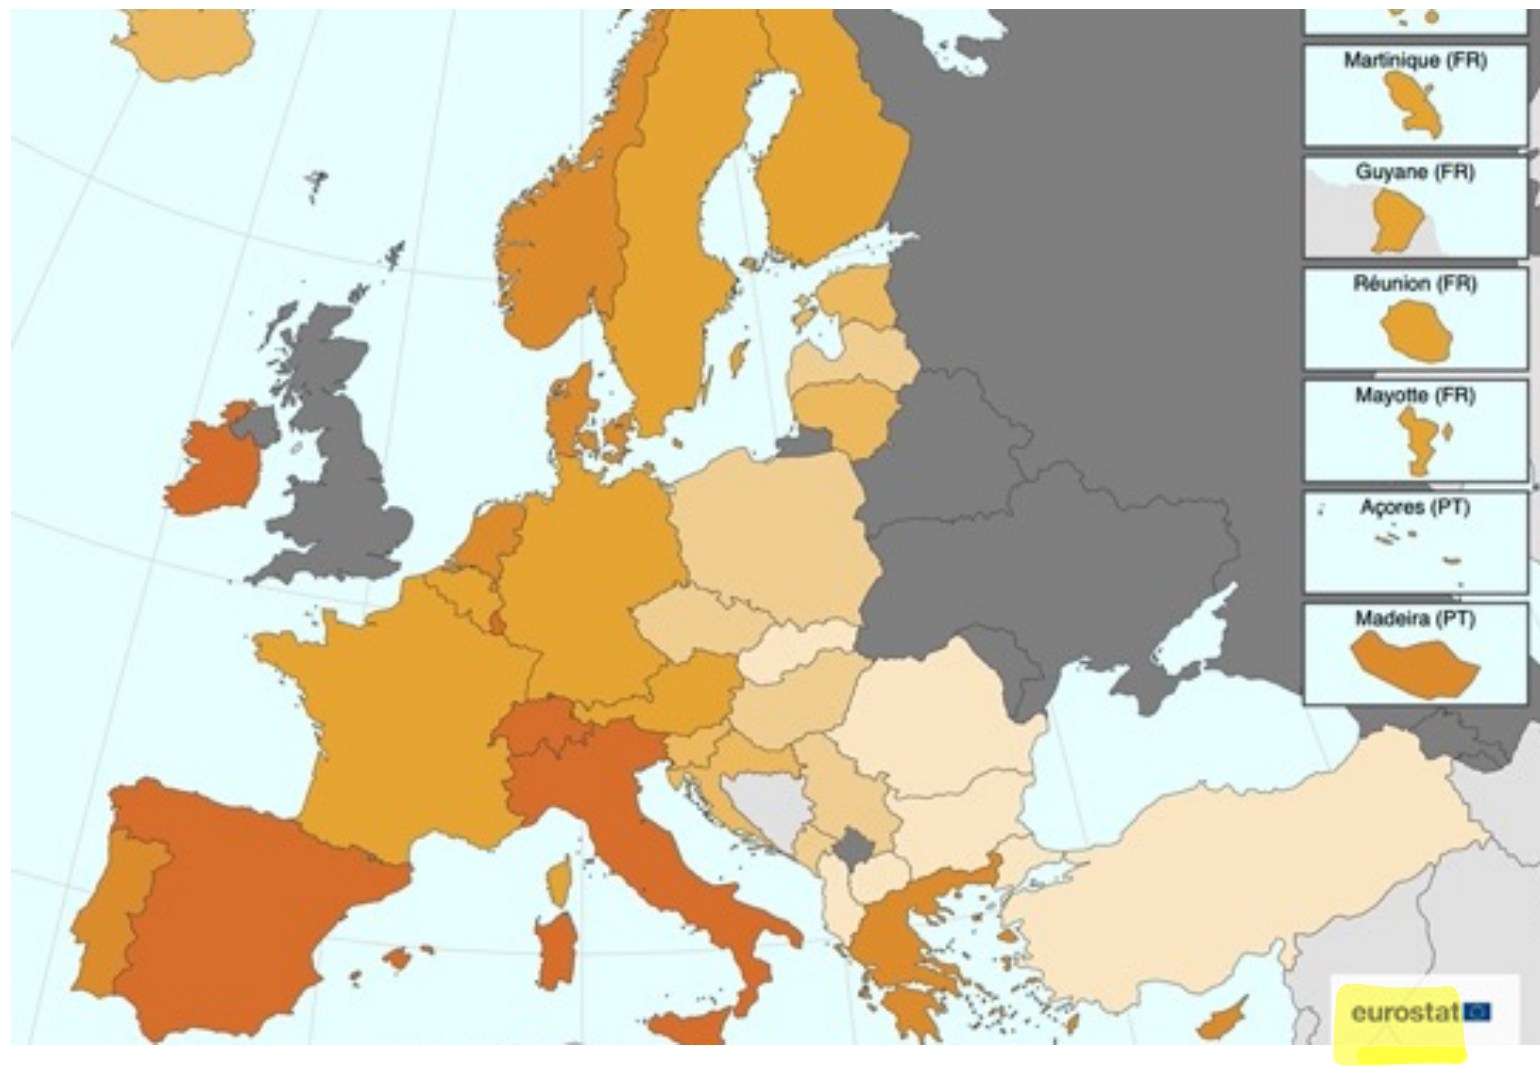 Martinique (FR)
Guyane (FR)
Réunion (FR)
Mayotte (FR)
Açores (PT)
Madeira (PT)
eurostat